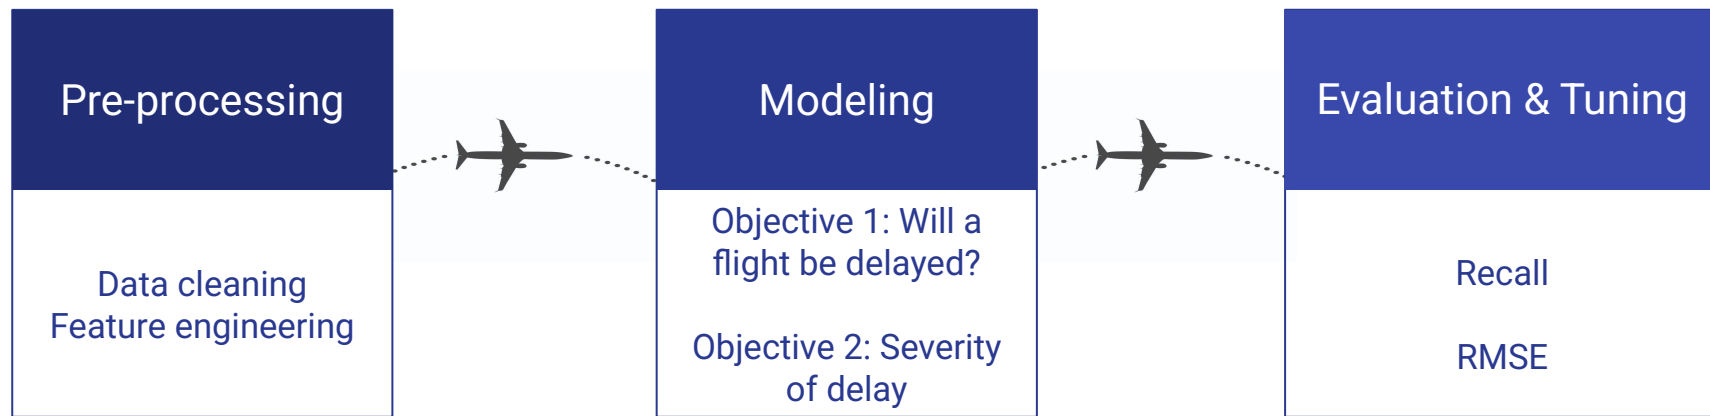 Pre-processing
Data cleaning
Feature engineering
Modeling
Objective 1: Will a
flight be delayed?
Objective 2: Severity
of delay
Evaluation & Tuning
Recall
RMSE